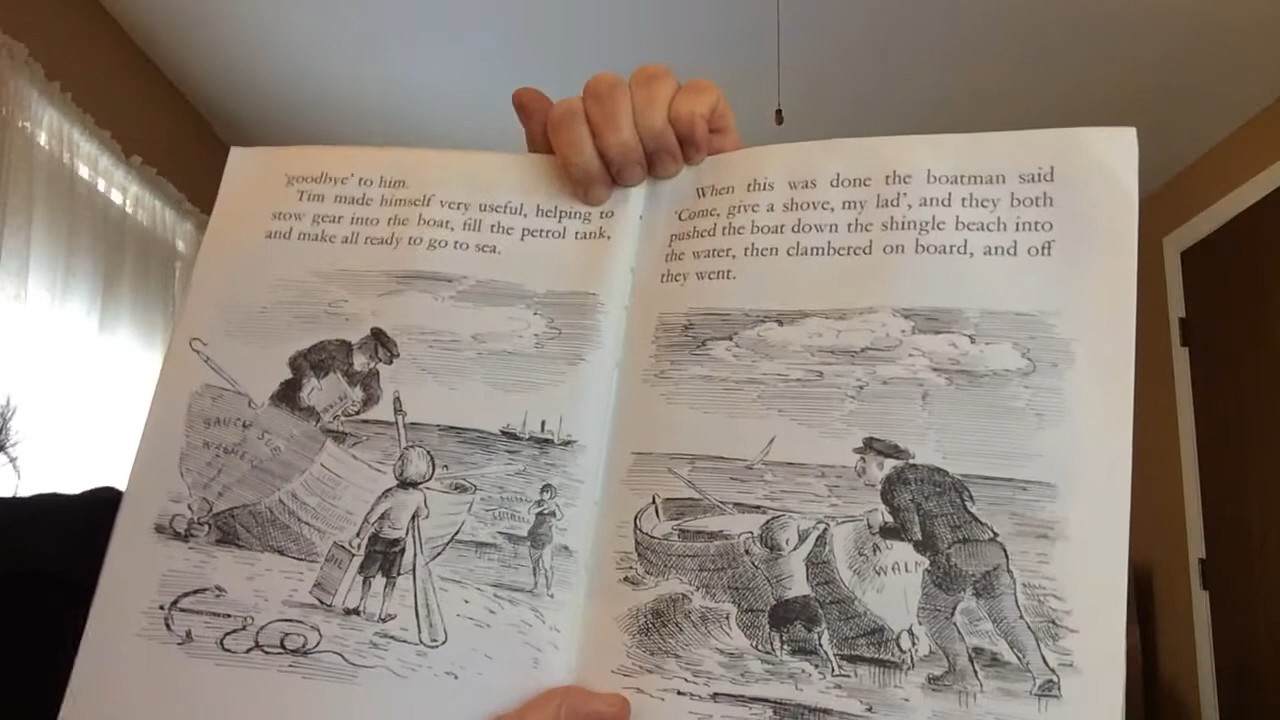 'goodbye' to him.
Tim made himself very useful, helping to
stow gear into the boat, fill the petrol tank,
and make all ready to go to sea.
When this was done the boatman said
'Come, give a shove, my lad', and they both
pushed the boat down the shingle beach into
the water, then clambered on board, and off
they went.
SAUCY SUE
WALMER
OIL
SAU
WALM